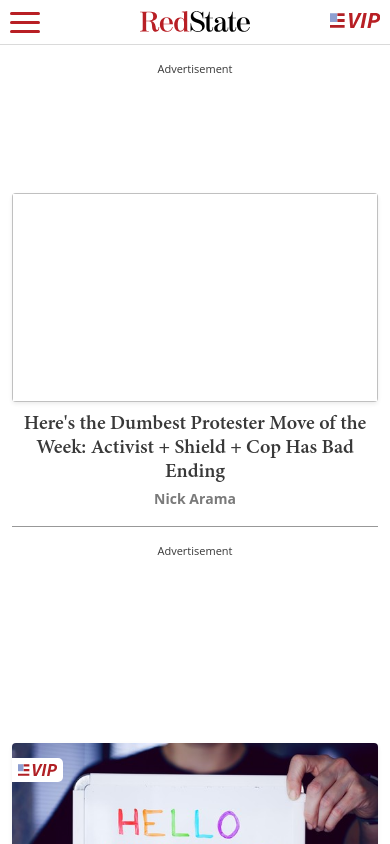 RedState
VIP
Advertisement
Here's the Dumbest Protester Move of the
Week: Activist + Shield + Cop Has Bad
Ending
Nick Arama
Advertisement
VIP
HELLO